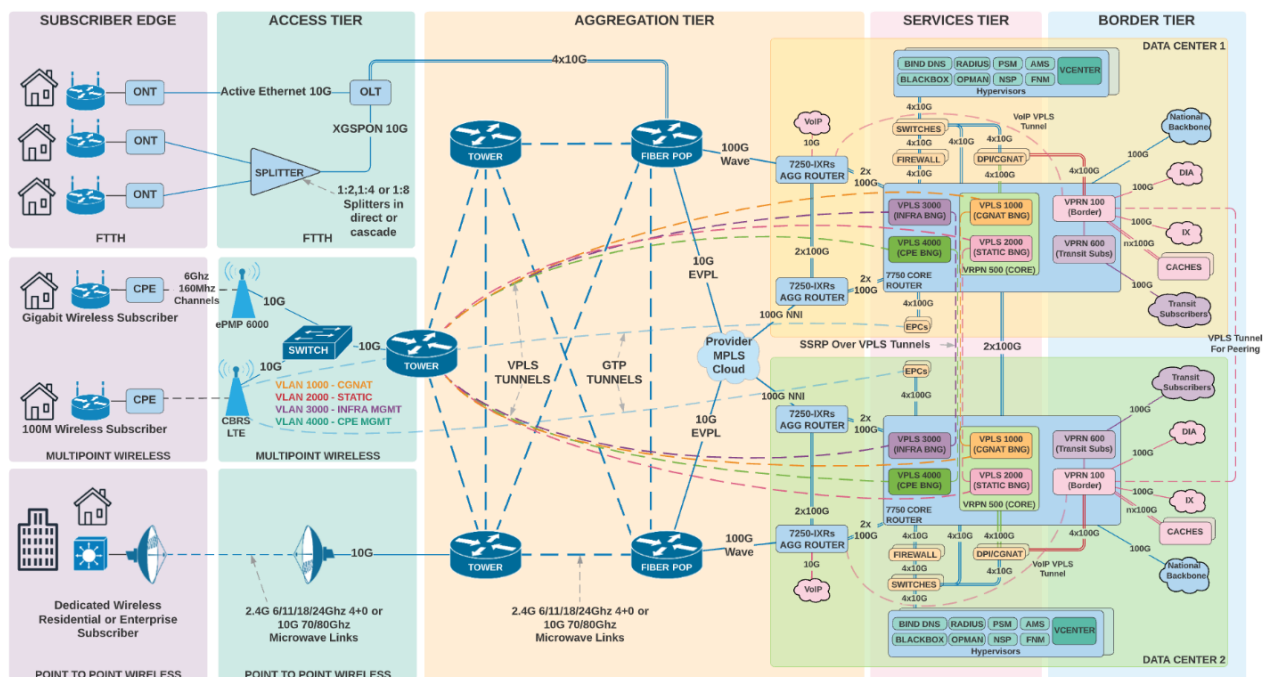 SUBSCRIBER EDGE
ACCESS TIER
AGGREGATION TIER
SERVICES TIER
BORDER TIER
ONT
ONT
ONT
FTTH
Active Ethernet 10G
OLT
XGSPON 10G
SPLITTER
1:2,1:4 or 1:8
Splitters in
direct or
cascade
FTTH
CPE
Gigabit Wireless Subscriber
CPE
100M Wireless Subscriber
MULTIPOINT WIRELESS
6Ghz
160Mhz
Channels
10G
ePMP 6000
SWITCH
10G
10G
CBRS
LTE
VLAN 1000 - CGNAT
VLAN 2000 - STATIC
VLAN 3000 - INFRA MGMT
VLAN 4000 - CPE MGMT
MULTIPOINT WIRELESS
Dedicated Wireless
Residential or Enterprise
Subscriber
POINT TO POINT WIRELESS
10G
2.4G 6/11/18/24Ghz 4+0 or
10G 70/80Ghz
Microwave Links
POINT TO POINT WIRELESS
4x10G
TOWER
FIBER POP
100G
Wave
10G
EVPL
TOWER
VPLS
TUNNELS
GTP
TUNNELS
Provider
MPLS
Cloud
100G NNI
100G NNI
10G
EVPL
TOWER
FIBER POP
100G
Wave
2.4G 6/11/18/24Ghz 4+0 or
10G 70/80Ghz
Microwave Links
DATA CENTER 1
BIND DNS
RADIUS
PSM
AMS
VCENTER
BLACKBOX
OPMAN
NSP
FNM
Hypervisors
4x10G
VoIP
10G
SWITCHES
4x10G
4x10G
4x10G
VoIP VPLS
Tunnel
National
Backbone
7250-IXRs
AGG ROUTER
2x
100G
FIREWALL
DPI/CGNAT
4x10G
4x10G
4x10G
100G
DIA
100G
VPLS 3000
(INFRA BNG)
VPLS 1000
(CGNAT BNG)
VPRN 100
(Border)
100G
IX
2x100G
VPLS 4000
(CPE BNG)
VPLS 2000
(STATIC BNG)
VPRN 600
(Transit Subs)
nx100G
CACHES
VRPN 500 (CORE)
7250-IXRs
AGG ROUTER
2x
100G
7750 CORE
ROUTER
4x100G
EPCs
100G
Transit
Subscribers
SSRP Over VPLS Tunnels
2x100G
VPLS Tunnel
For Peering
EPCs
4x100G
Transit
Subscribers
100G
7250-IXRs
AGG ROUTER
2x
100G
VPLS 3000
(INFRA BNG)
VPLS 1000
(CGNAT BNG)
VPRN 600
(Transit Subs)
100G
DIA
VPLS 4000
(CPE BNG)
VPLS 2000
(STATIC BNG)
VPRN 100
(Border)
100G
IX
nx100G
CACHES
VRPN 500 (CORE)
2x100G
7750 CORE
ROUTER
7250-IXRs
AGG ROUTER
2x
100G
4x10G
4x10G
4x10G
4x10G
100G
National
Backbone
10G
VoIP
FIREWALL
DPI/CGNAT
4x10G
4x10G
VoIP VPLS
Tunnel
SWITCHES
4x10G
BIND DNS
RADIUS
PSM
AMS
VCENTER
BLACKBOX
OPMAN
NSP
FNM
Hypervisors
DATA CENTER 2